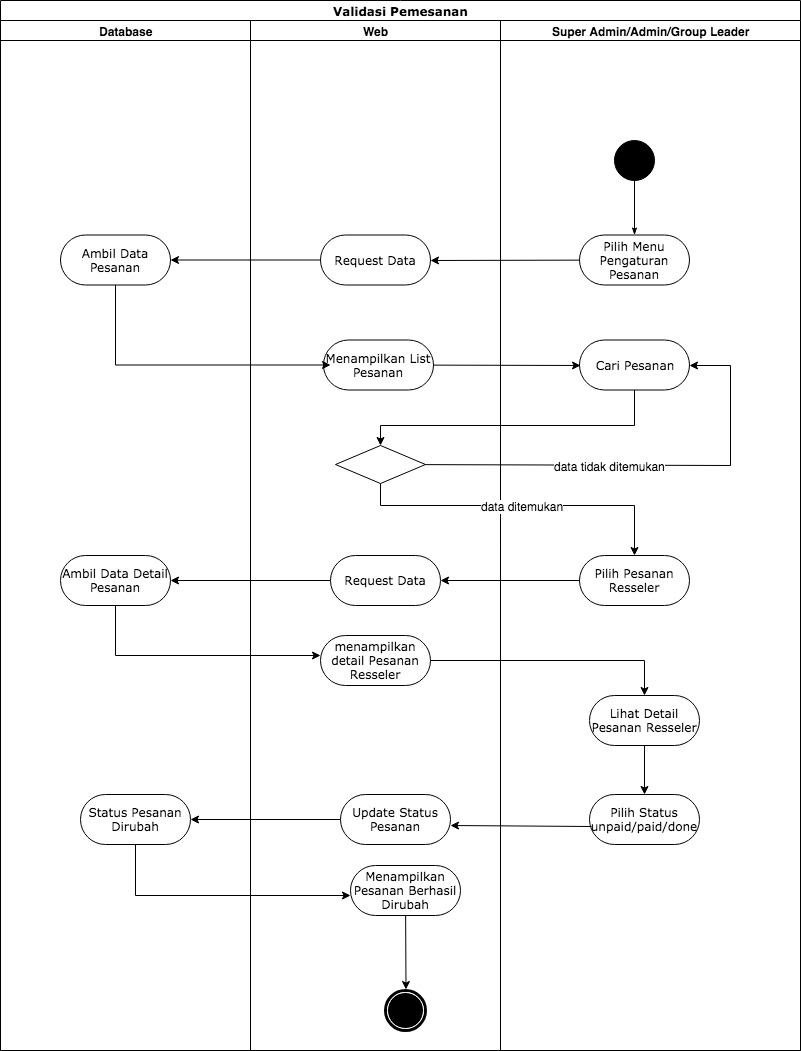 Validasi Pemesanan
Database
Web
Super Admin/Admin/Group Leader
Pilih Menu
Pengaturan
Pesanan
Request Data
Ambil Data
Pesanan
Menampilkan List
Pesanan
Cari Pesanan
data tidak ditemukan
data ditemukan
Pilih Pesanan
Resseler
Request Data
Ambil Data Detail
Pesanan
menampilkan
detail Pesanan
Resseler
Lihat Detail
Pesanan Resseler
Pilih Status
unpaid/paid/done
Update Status
Pesanan
Status Pesanan
Dirubah
Menampilkan
Pesanan Berhasil
Dirubah